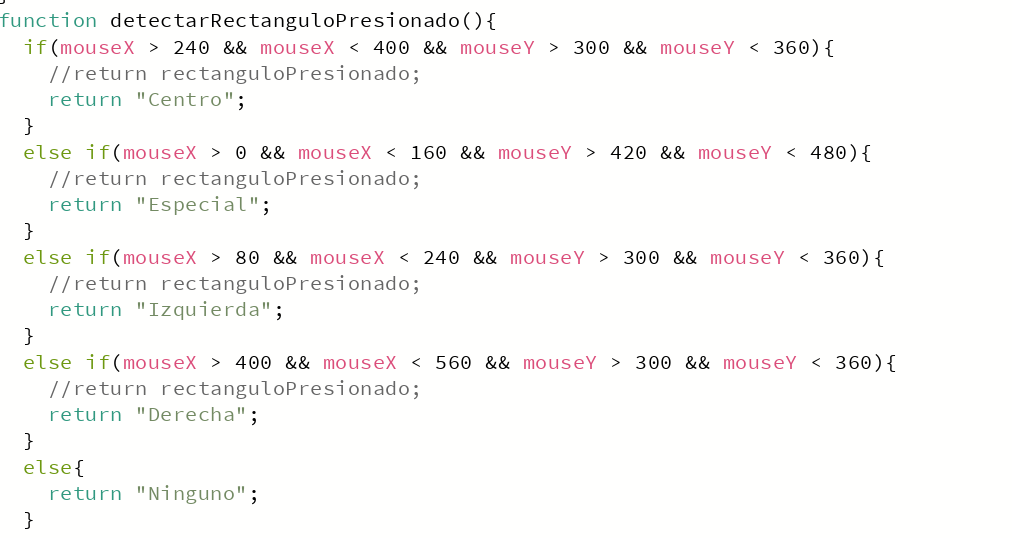 function detectarRectanguloPresionado(){
  if(mouseX > 240 && mouseX < 400 && mouseY > 300 && mouseY < 360){
    //return rectanguloPresionado;
    return "Centro";
  }
  else if(mouseX > 0 && mouseX < 160 && mouseY > 420 && mouseY < 480){
    //return rectanguloPresionado;
    return "Especial";
  }
  else if(mouseX > 80 && mouseX < 240 && mouseY > 300 && mouseY < 360){
    //return rectanguloPresionado;
    return "Izquierda";
  }
  else if(mouseX > 400 && mouseX < 560 && mouseY > 300 && mouseY < 360){
    //return rectanguloPresionado;
    return "Derecha";
  }
  else{
    return "Ninguno";
  }